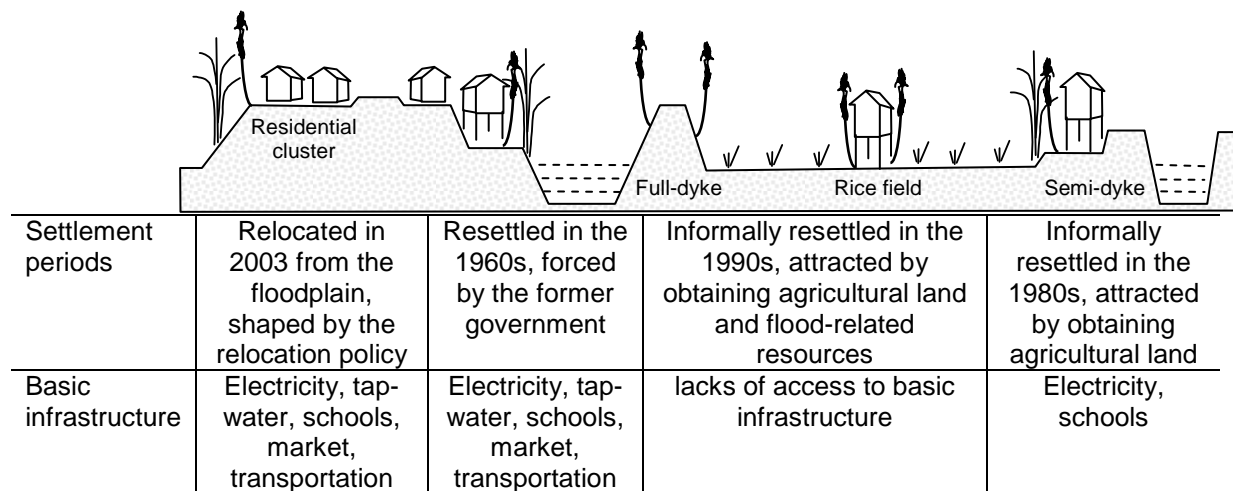 Residential
cluster
Full-dyke
Rice field
Semi-dyke
Settlement
periods
Relocated in
2003 from the
floodplain,
shaped by the
relocation policy
Resettled in the
1960s, forced
by the former
government
Informally resettled in the
1990s, attracted by
obtaining agricultural land
and flood-related
resources
Informally
resettled in the
1980s, attracted
by obtaining
agricultural land
Basic
infrastructure
Electricity, tap-
water, schools,
market,
transportation
Electricity, tap-
water, schools,
market,
transportation
lacks of access to basic
infrastructure
Electricity,
schools